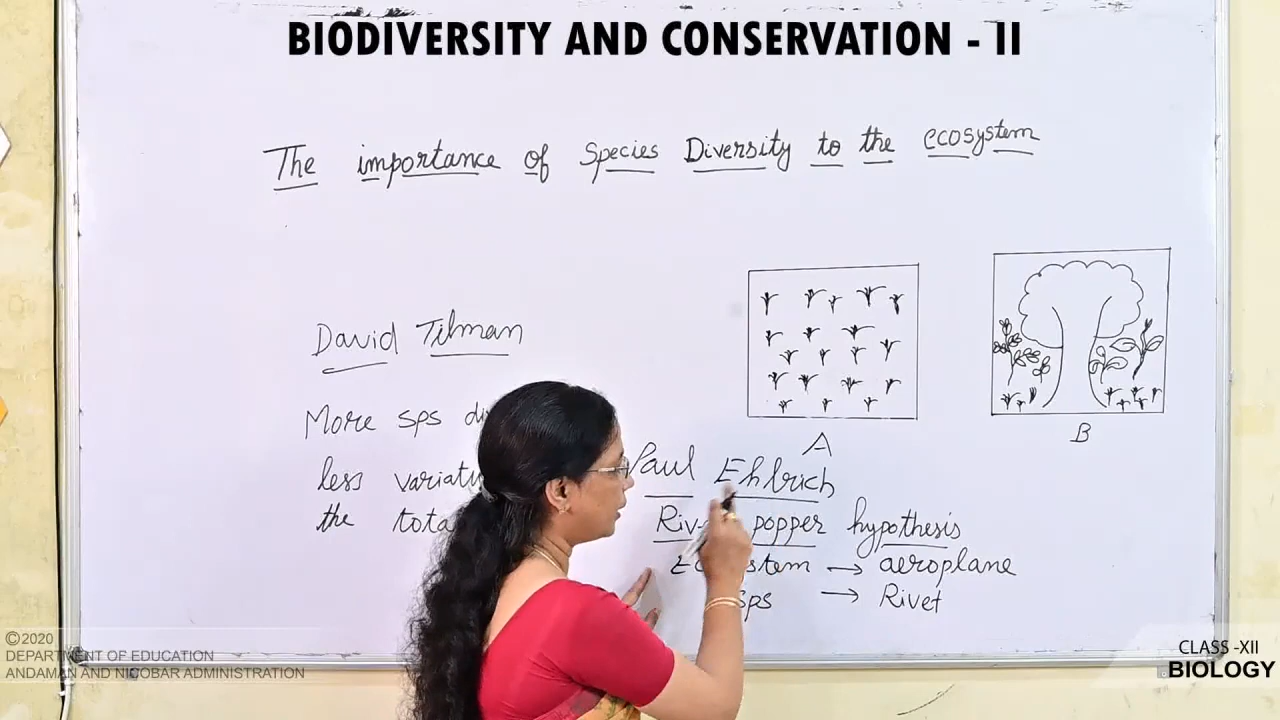 BIODIVERSITY AND CONSERVATION - II
The importance of Species Diversity to the ecosystem
David Tilman
More sps
less
the
A
B
Paul Ehlrich
popper hypothesis
→ aeroplane
sps → Rivet
©2020
DEPARTMENT OF EDUCATION
ANDAMAN AND NICOBAR ADMINISTRATION
CLASS -XII
BIOLOGY